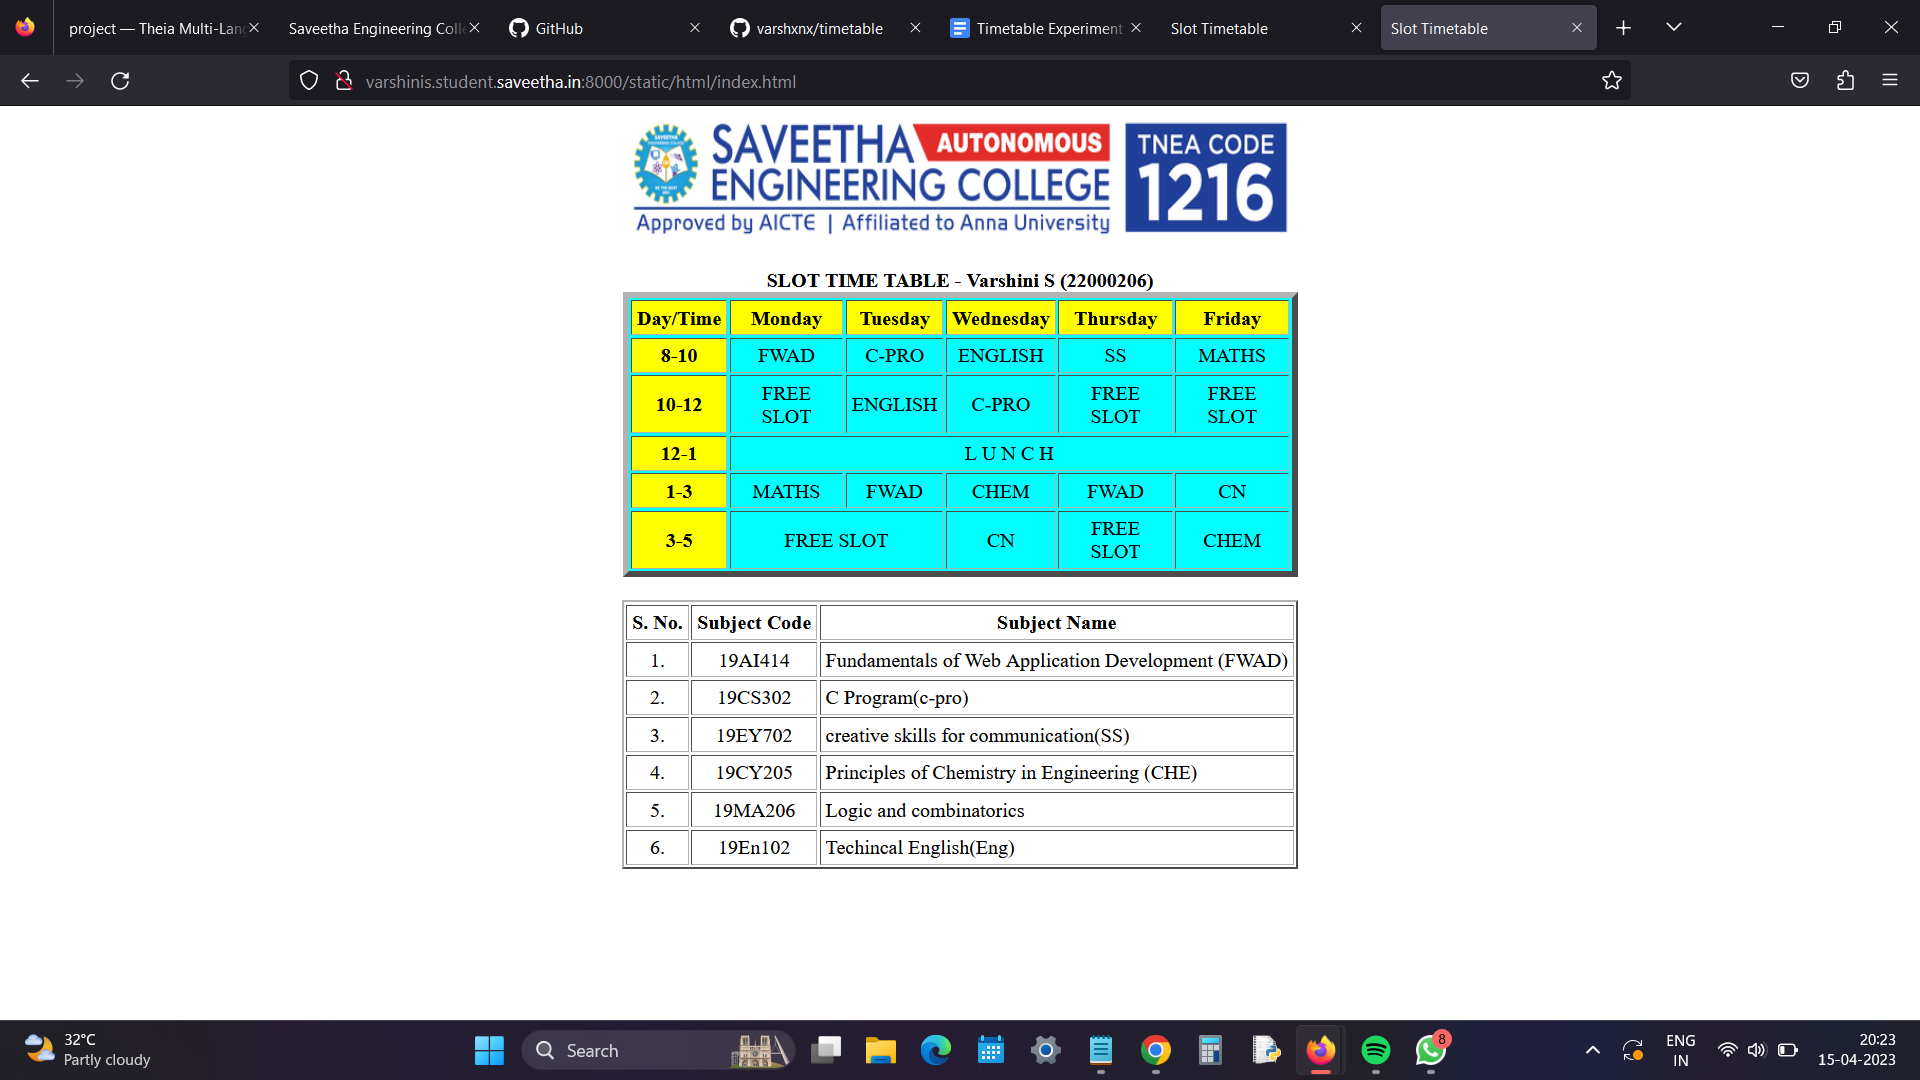 project — Theia Multi-Lang
Saveetha Engineering Colle
GitHub
varshxnx/timetable
Timetable Experiment
Slot Timetable
Slot Timetable
varshinis.student.saveetha.in:8000/static/html/index.html
SAVEETHA AUTONOMOUS
ENGINEERING COLLEGE
Approved by AICTE | Affiliated to Anna University
TNEA CODE
1216
SLOT TIME TABLE - Varshini S (22000206)
Day/Time Monday Tuesday Wednesday Thursday Friday
8-10 FWAD C-PRO ENGLISH SS MATHS
10-12 FREE SLOT ENGLISH C-PRO FREE SLOT FREE SLOT
12-1 L U N C H
1-3 MATHS FWAD CHEM FWAD CN
3-5 FREE SLOT CN FREE SLOT CHEM
S. No. Subject Code Subject Name
1. 19AI414 Fundamentals of Web Application Development (FWAD)
2. 19CS302 C Program(c-pro)
3. 19EY702 creative skills for communication(SS)
4. 19CY205 Principles of Chemistry in Engineering (CHE)
5. 19MA206 Logic and combinatorics
6. 19En102 Techincal English(Eng)
32°C
Partly cloudy
Search
8
ENG
IN
20:23
15-04-2023